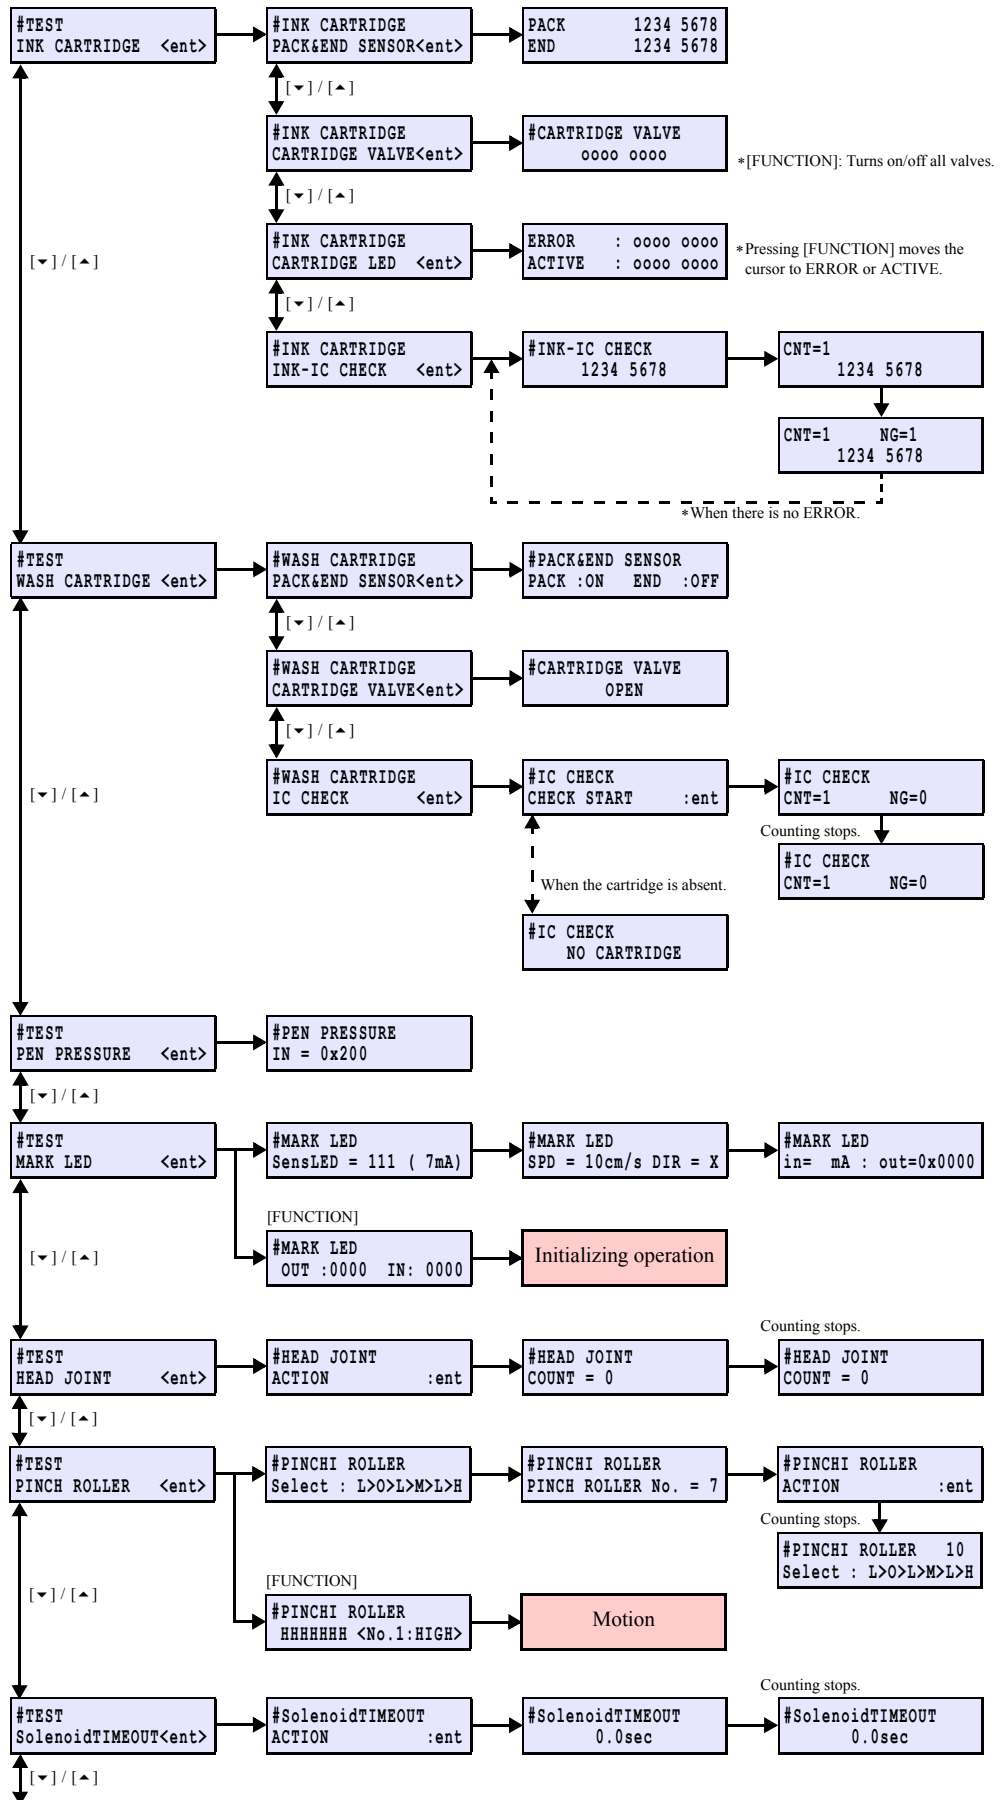 #TEST
INK CARTRIDGE <ent>
#INK CARTRIDGE
PACK&END SENSOR<ent>
PACK 1234 5678
END 1234 5678
[▼] / [▲]
#INK CARTRIDGE
CARTRIDGE VALVE<ent>
#CARTRIDGE VALVE
oooo oooo
*[FUNCTION]: Turns on/off all valves.
[▼] / [▲]
#INK CARTRIDGE
CARTRIDGE LED <ent>
ERROR : oooo oooo
ACTIVE : oooo oooo
*Pressing [FUNCTION] moves the
cursor to ERROR or ACTIVE.
[▼] / [▲]
[▼] / [▲]
#INK CARTRIDGE
INK-IC CHECK <ent>
#INK-IC CHECK
1234 5678
CNT=1
1234 5678
CNT=1 NG=1
1234 5678
*When there is no ERROR.
#TEST
WASH CARTRIDGE <ent>
#WASH CARTRIDGE
PACK&END SENSOR<ent>
#PACK&END SENSOR
PACK :ON END :OFF
[▼] / [▲]
#WASH CARTRIDGE
CARTRIDGE VALVE<ent>
#CARTRIDGE VALVE
OPEN
[▼] / [▲]
[▼] / [▲]
#WASH CARTRIDGE
IC CHECK <ent>
#IC CHECK
CHECK START :ent
#IC CHECK
CNT=1 NG=0
Counting stops.
#IC CHECK
CNT=1 NG=0
When the cartridge is absent.
#IC CHECK
NO CARTRIDGE
#TEST
PEN PRESSURE <ent>
#PEN PRESSURE
IN = 0x200
[▼] / [▲]
#TEST
MARK LED <ent>
#MARK LED
SensLED = 111 ( 7mA)
#MARK LED
SPD = 10cm/s DIR = X
#MARK LED
in= mA : out=0x0000
[FUNCTION]
[▼] / [▲]
#MARK LED
OUT :0000 IN: 0000
Initializing operation
Counting stops.
#TEST
HEAD JOINT <ent>
#HEAD JOINT
ACTION :ent
#HEAD JOINT
COUNT = 0
#HEAD JOINT
COUNT = 0
[▼] / [▲]
#TEST
PINCH ROLLER <ent>
#PINCHI ROLLER
Select : L>O>L>M>L>H
#PINCHI ROLLER
PINCH ROLLER No. = 7
#PINCHI ROLLER
ACTION :ent
Counting stops.
#PINCHI ROLLER 10
Select : L>O>L>M>L>H
[FUNCTION]
[▼] / [▲]
#PINCHI ROLLER
HHHHHHH <No.1:HIGH>
Motion
Counting stops.
#TEST
SolenoidTIMEOUT<ent>
#SolenoidTIMEOUT
ACTION :ent
#SolenoidTIMEOUT
0.0sec
#SolenoidTIMEOUT
0.0sec
[▼] / [▲]